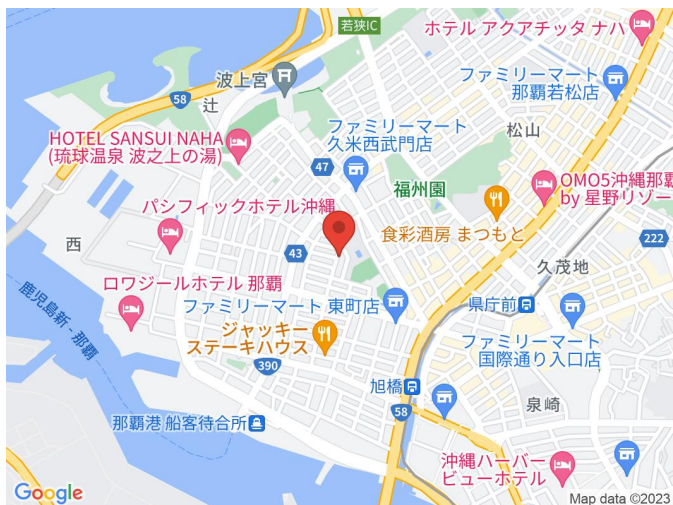 ホテル アクアチッタ ナハ
若狭IC
波上宮
58
辻
ファミリーマート
那覇若松店
ファミリーマート
久米西武門店
松山
HOTEL SANSUI NAHA
(琉球温泉 波之上の湯)
47
福州園
OMO5沖縄那覇
by 星野リゾー
パシフィックホテル沖縄
食彩酒房 まつもと
222
西
43
久茂地
ロワジールホテル 那覇
鹿児島新 - 那覇
ファミリーマート 東町店
県庁前
ジャッキー
ステーキハウス
ファミリーマート
国際通り入口店
390
旭橋
58
泉崎
那覇港 船客待合所
沖縄ハーバー
ビューホテル
Google
Map data ©2023